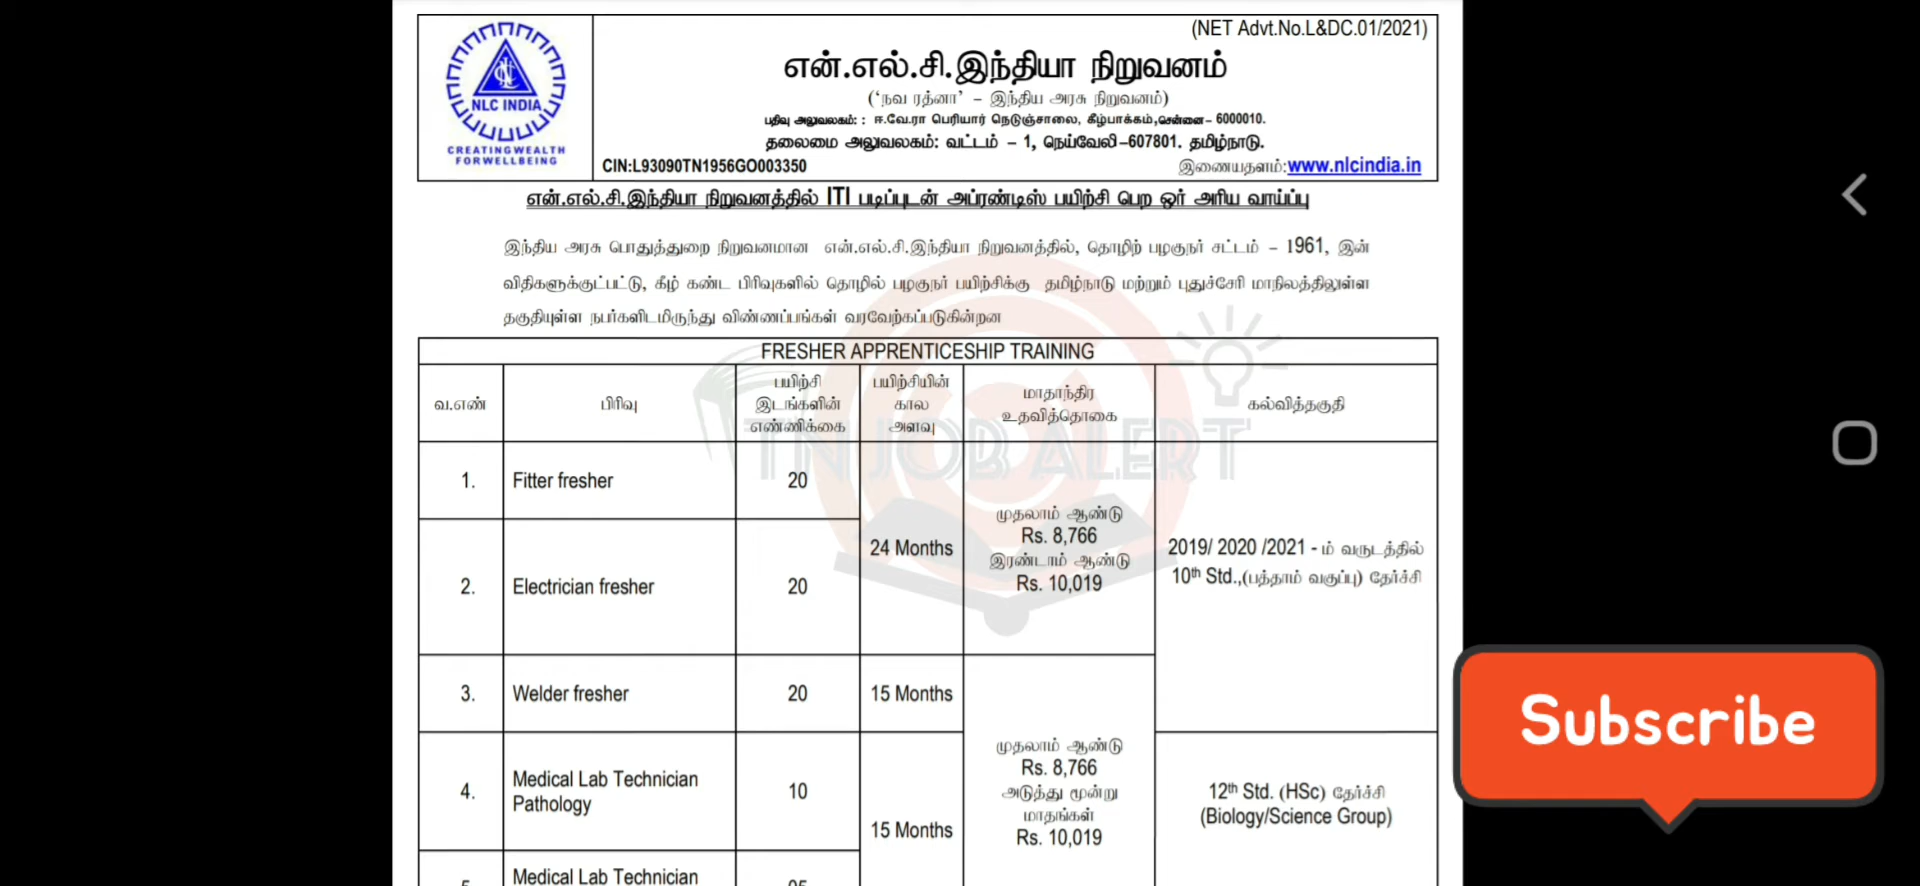 (NET Advt.No.L&DC.01/2021)
என்.எல்.சி.இந்தியா நிறுவனம்
('நவ ரத்னா' – இந்திய அரசு நிறுவனம்)
பதிவு அலுவலகம்: : ஈ.வே.ரா பெரியார் நெடுஞ்சாலை, கீழ்பாக்கம்,சென்னை– 6000010.
தலைமை அலுவலகம்: வட்டம் – 1, நெய்வேலி–607801. தமிழ்நாடு.
CIN:L93090TN1956GO003350
இணையதளம்:www.nlcindia.in
NLC INDIA
CREATINGWEALTH
FORWELLBEING
என்.எல்.சி.இந்தியா நிறுவனத்தில் ITI படிப்புடன் அப்ரண்டிஸ் பயிற்சி பெற ஓர் அரிய வாய்ப்பு
இந்திய அரசு பொதுத்துறை நிறுவனமான என்.எல்.சி.இந்தியா நிறுவனத்தில், தொழிற் பழகுநர் சட்டம் – 1961, இன்
விதிகளுக்குட்பட்டு, கீழ் கண்ட பிரிவுகளில் தொழில் பழகுநர் பயிற்சிக்கு தமிழ்நாடு மற்றும் புதுச்சேரி மாநிலத்திலுள்ள
தகுதியுள்ள நபர்களிடமிருந்து விண்ணப்பங்கள் வரவேற்கப்படுகின்றன
FRESHER APPRENTICESHIP TRAINING
வ.எண்
பிரிவு
பயிற்சி
இடங்களின்
எண்ணிக்கை
பயிற்சியின்
கால
அளவு
மாதாந்திர
உதவித்தொகை
கல்வித்தகுதி
TN JOB ALERT
1.
Fitter fresher
20
2.
Electrician fresher
20
24 Months
முதலாம் ஆண்டு
Rs. 8,766
இரண்டாம் ஆண்டு
Rs. 10,019
2019/ 2020 /2021 - ம் வருடத்தில்
10th Std.,(பத்தாம் வகுப்பு) தேர்ச்சி
3.
Welder fresher
20
15 Months
4.
Medical Lab Technician
Pathology
10
15 Months
முதலாம் ஆண்டு
Rs. 8,766
அடுத்து மூன்று
மாதங்கள்
Rs. 10,019
12th Std. (HSc) தேர்ச்சி
(Biology/Science Group)
Medical Lab Technician
Subscribe